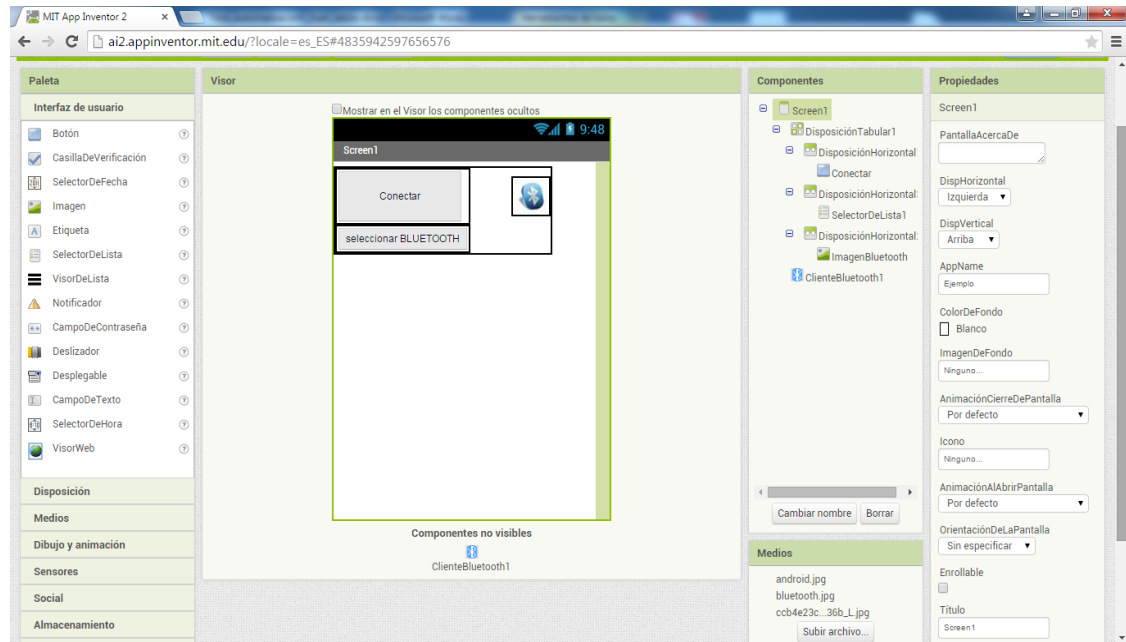 MIT App Inventor 2
ai2.appinventor.mit.edu/?locale=es_ES#4835942597656576
Paleta
Interfaz de usuario
Botón
CasillaDeVerificación
SelectorDeFecha
Imagen
Etiqueta
SelectorDeLista
VisorDeLista
Notificador
CampoDeContraseña
Deslizador
Desplegable
CampoDeTexto
SelectorDeHora
VisorWeb
Disposición
Medios
Dibujo y animación
Sensores
Social
Almacenamiento
Visor
Mostrar en el Visor los componentes ocultos
9:48
Screen1
Conectar
seleccionar BLUETOOTH
Componentes no visibles
ClienteBluetooth1
Componentes
Screen1
DisposiciónTabular1
DisposiciónHorizontal
Conectar
DisposiciónHorizontal
SelectorDeLista1
DisposiciónHorizontal
ImagenBluetooth
ClienteBluetooth1
Cambiar nombre Borrar
Medios
android.jpg
bluetooth.jpg
ccb4e23c...36b_L.jpg
Subir archivo...
Propiedades
Screen1
PantallaAcercaDe
DispHorizontal
Izquierda
DispVertical
Arriba
AppName
Ejemplo
ColorDeFondo
Blanco
ImagenDeFondo
Ninguno...
AnimaciónCierreDePantalla
Por defecto
Icono
Ninguno...
AnimaciónAlAbrirPantalla
Por defecto
OrientaciónDeLaPantalla
Sin especificar
Enrollable
Título
Screen1